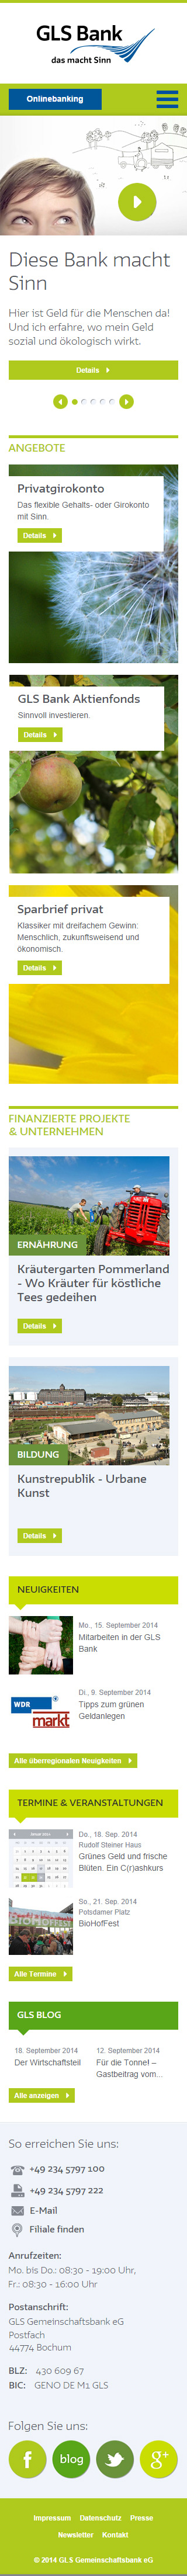 GLS Bank
das macht Sinn
Onlinebanking
Diese Bank macht
Sinn
Hier ist Geld für die Menschen da!
Und ich erfahre, wo mein Geld
sozial und ökologisch wirkt.
Details
ANGEBOTE
Privatgirokonto
Das flexible Gehalts- oder Girokonto
mit Sinn.
Details
GLS Bank Aktienfonds
Sinnvoll investieren.
Details
Sparbrief privat
Klassiker mit dreifachem Gewinn:
Menschlich, zukunftsweisend und
ökonomisch.
Details
FINANZIERTE PROJEKTE
& UNTERNEHMEN
ERNÄHRUNG
Kräutergarten Pommerland
- Wo Kräuter für köstliche
Tees gedeihen
Details
BILDUNG
Kunstrepublik - Urbane
Kunst
Details
NEUIGKEITEN
Mo., 15. September 2014
Mitarbeiten in der GLS
Bank
WDR
markt
Di., 9. September 2014
Tipps zum grünen
Geldanlegen
Alle überregionalen Neuigkeiten
TERMINE & VERANSTALTUNGEN
Do., 18. Sep. 2014
Rudolf Steiner Haus
Grünes Geld und frische
Blüten. Ein C(r)ashkurs
So., 21. Sep. 2014
Potsdamer Platz
BioHofFest
Alle Termine
GLS BLOG
18. September 2014
Der Wirtschaftsteil
12. September 2014
Für die Tonne! –
Gastbeitrag vom...
Alle anzeigen
So erreichen Sie uns:
+49 234 5797 100
+49 234 5797 222
E-Mail
Filiale finden
Anrufzeiten:
Mo. bis Do.: 08:30 - 19:00 Uhr,
Fr.: 08:30 - 16:00 Uhr
Postanschrift:
GLS Gemeinschaftsbank eG
Postfach
44774 Bochum
BLZ: 430 609 67
BIC: GENO DE M1 GLS
Folgen Sie uns:
f
blog
g+
Impressum Datenschutz Presse
Newsletter Kontakt
© 2014 GLS Gemeinschaftsbank eG